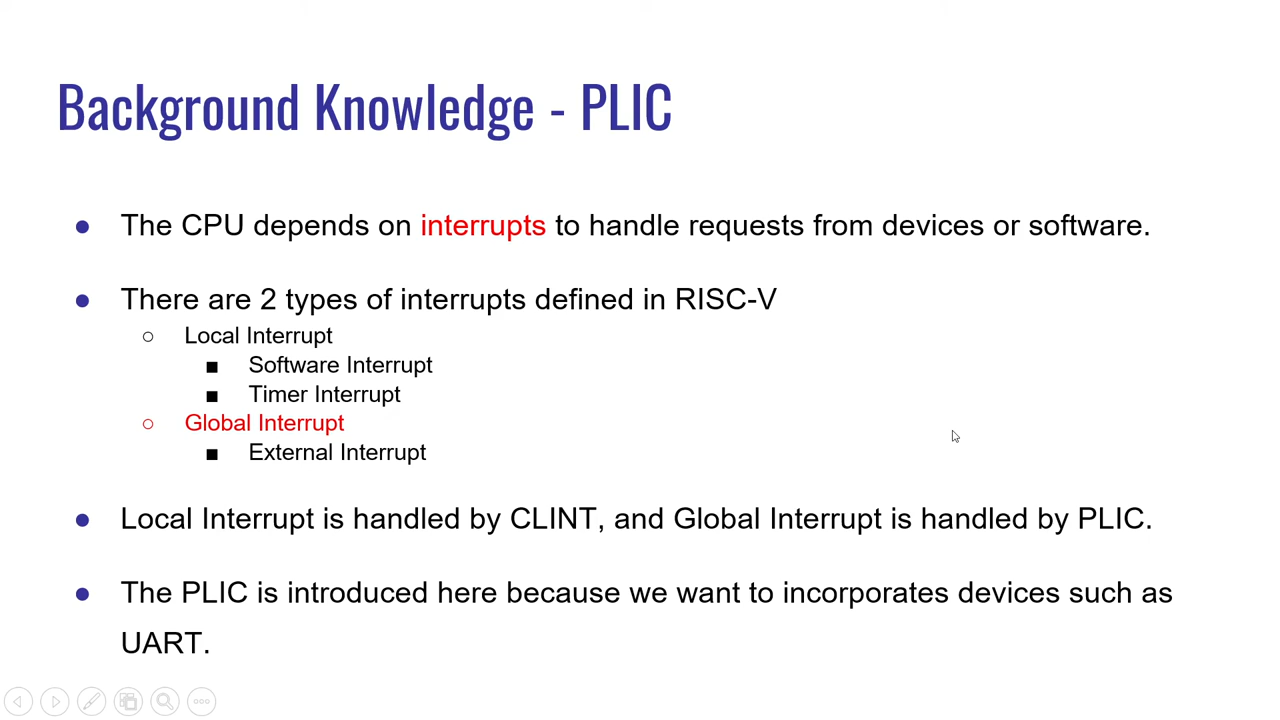 Background Knowledge - PLIC
● The CPU depends on interrupts to handle requests from devices or software.
● There are 2 types of interrupts defined in RISC-V
○ Local Interrupt
■ Software Interrupt
■ Timer Interrupt
○ Global Interrupt
■ External Interrupt
● Local Interrupt is handled by CLINT, and Global Interrupt is handled by PLIC.
● The PLIC is introduced here because we want to incorporates devices such as
UART.